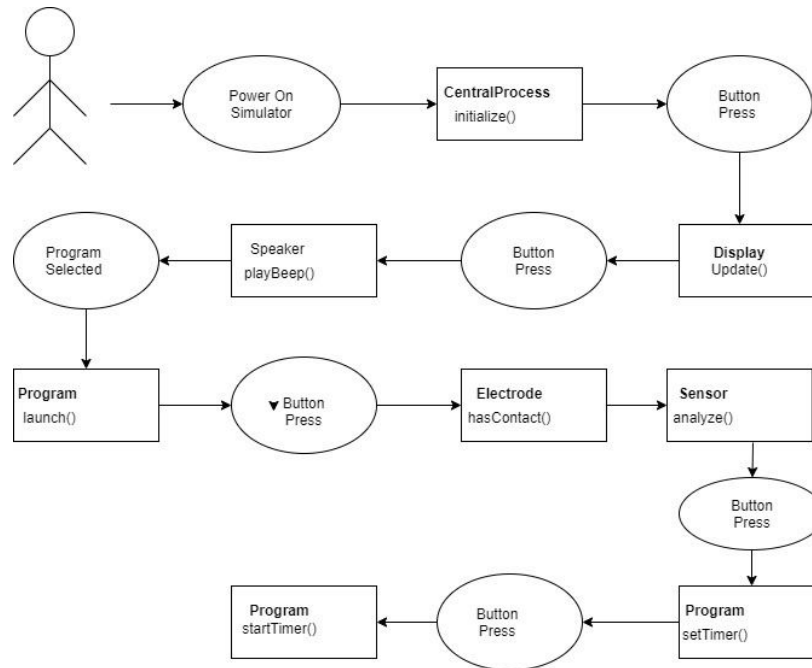 Power On
Simulator
CentralProcess
initialize()
Button
Press
Program
Selected
Speaker
playBeep()
Button
Press
Display
Update()
Program
launch()
Button
Press
Electrode
hasContact()
Sensor
analyze()
Button
Press
Program
startTimer()
Button
Press
Program
setTimer()